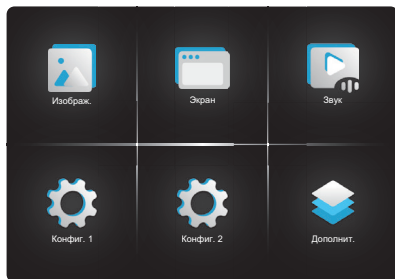 Изображ.
Экран
Звук
Конфиг. 1
Конфиг. 2
Дополнит.